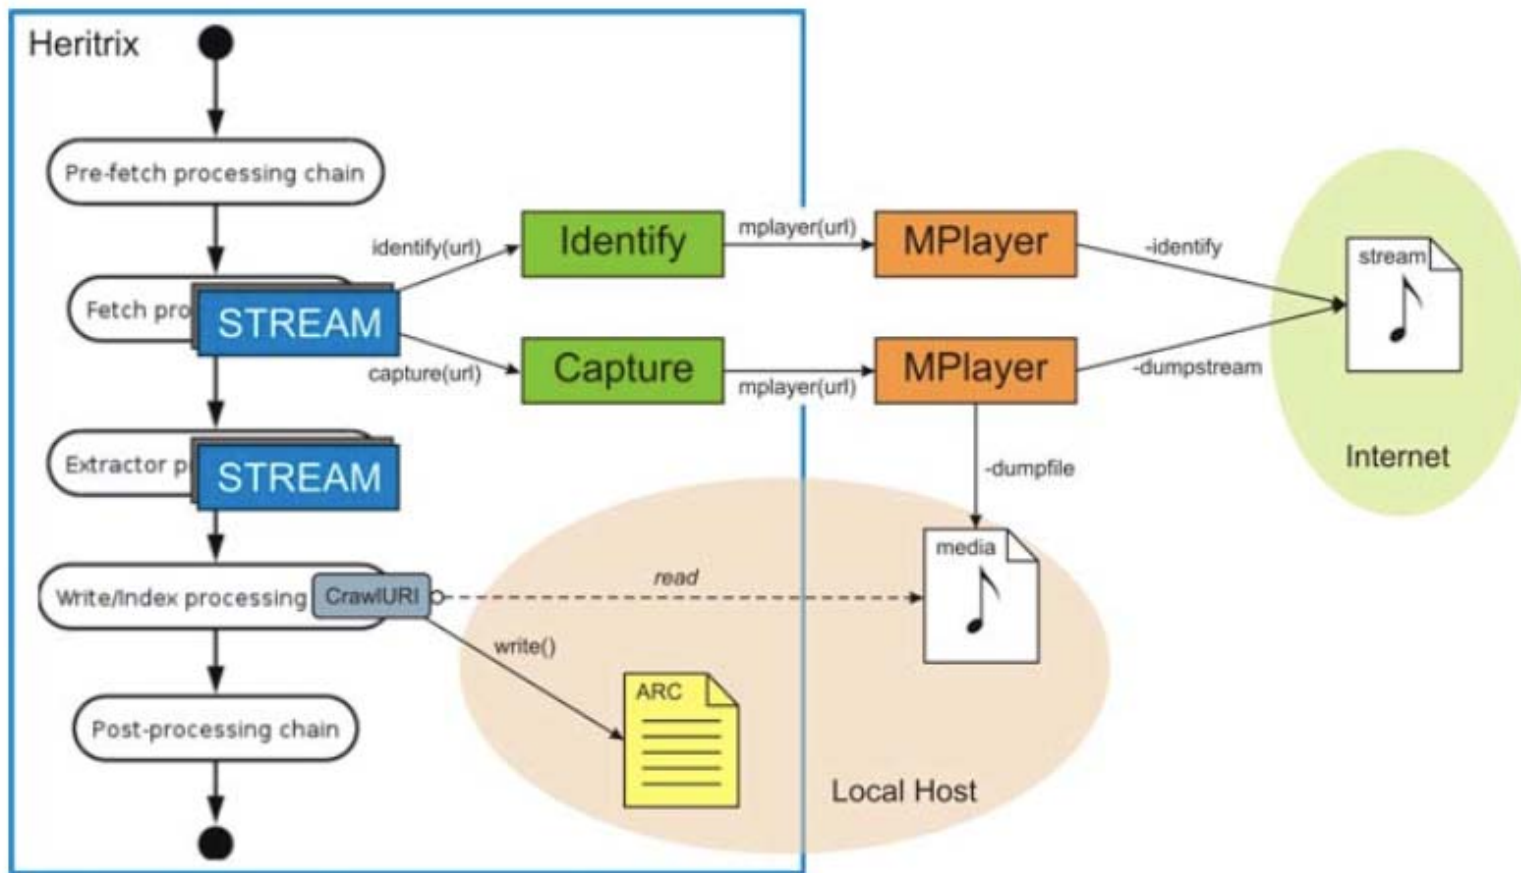 Heritrix
Pre-fetch processing chain
identify(url)
Identify
mplayer(url)
MPlayer
-identify
stream
Fetch pro
STREAM
capture(url)
Capture
mplayer(url)
MPlayer
-dumpstream
Internet
Extractor p
STREAM
-dumpfile
media
Write/Index processing
CrawlURI
read
write()
ARC
Post-processing chain
Local Host